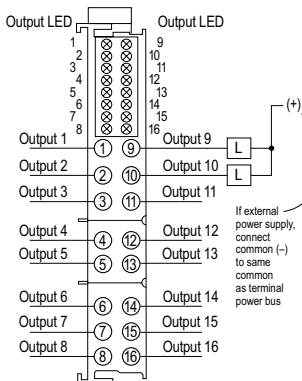 Output LED Output LED
1 9
2 10
3 11
4 12
5 13
6 14
7 15
8 16
Output 1 1 9 Output 9 L (+)
Output 2 2 10 Output 10 L
Output 3 3 11 Output 11
If external
power supply,
connect
common (–)
to same
common
as terminal
power bus
Output 4 4 12 Output 12
Output 5 5 13 Output 13
Output 6 6 14 Output 14
Output 7 7 15 Output 15
Output 8 8 16 Output 16